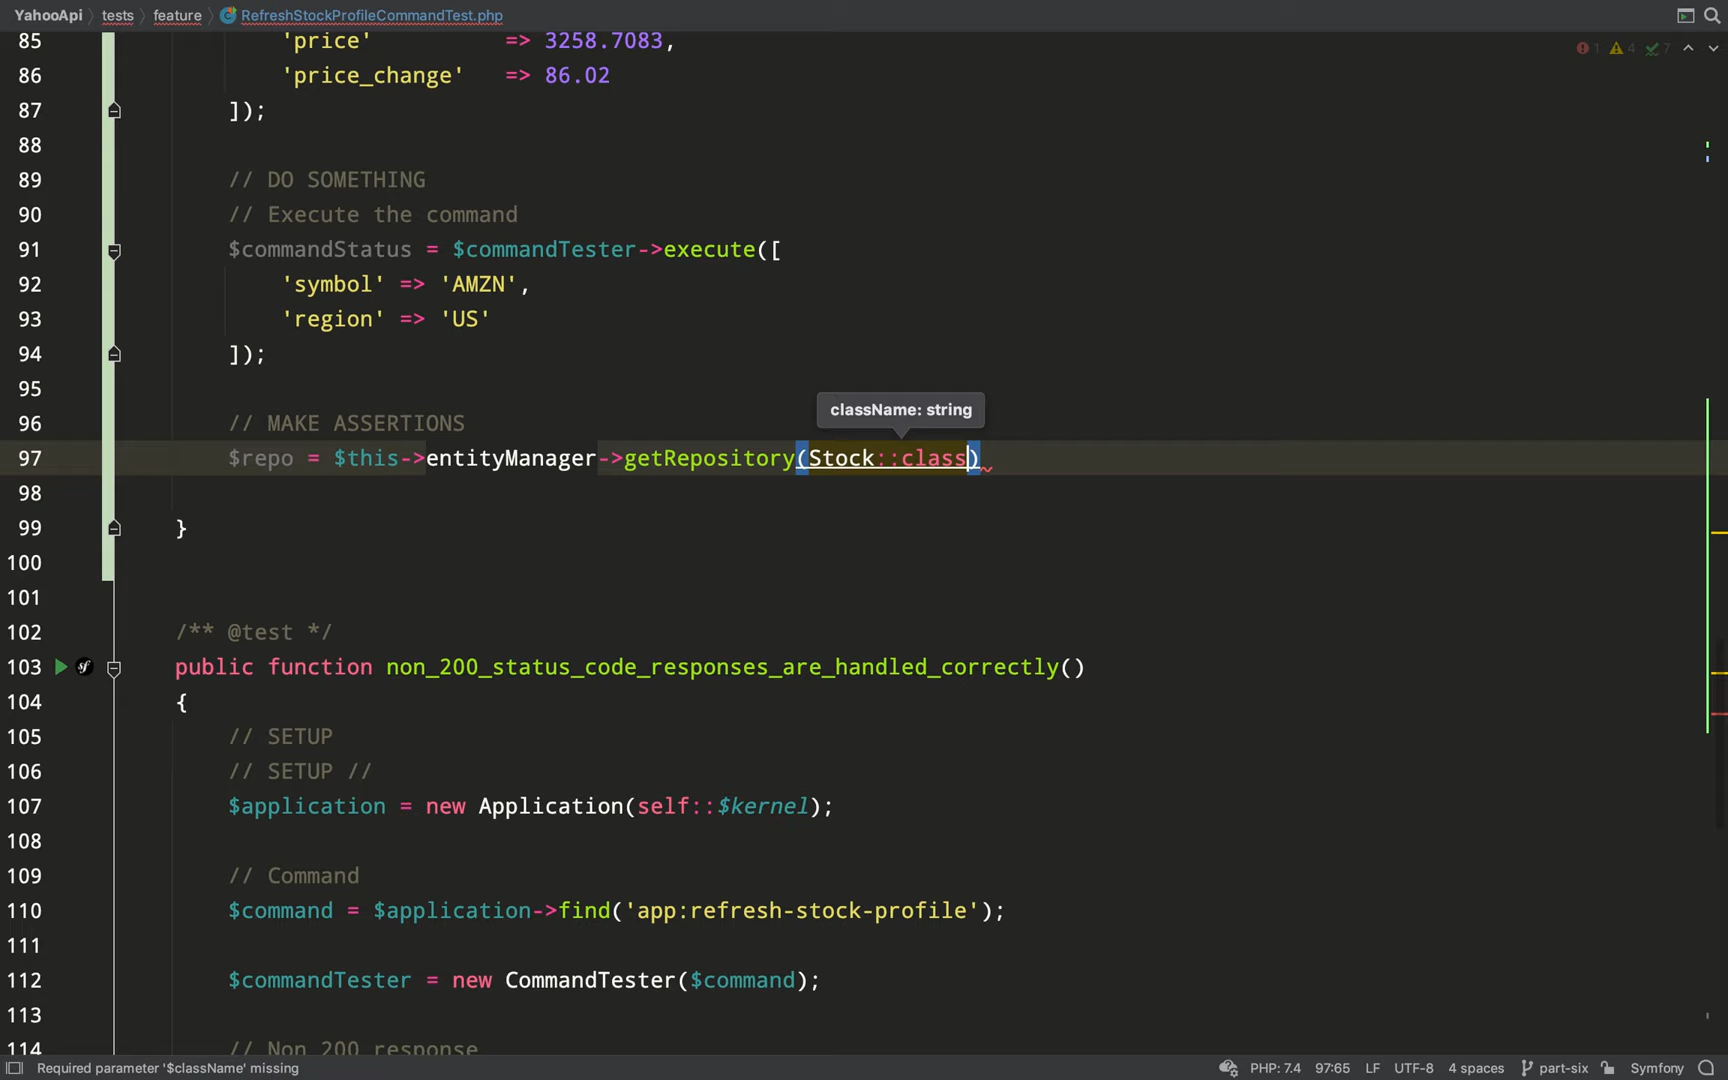 YahooApi tests feature RefreshStockProfileCommandTest.php
1 4 7
85 'price' => 3258.7083,
86 'price_change' => 86.02
87 ]);
88
89 // DO SOMETHING
90 // Execute the command
91 $commandStatus = $commandTester->execute([
92 'symbol' => 'AMZN',
93 'region' => 'US'
94 ]);
95
className: string
96 // MAKE ASSERTIONS
97 $repo = $this->entityManager->getRepository(Stock::class)
98
99 }
100
101
102 /** @test */
103 public function non_200_status_code_responses_are_handled_correctly()
104 {
105 // SETUP
106 // SETUP //
107 $application = new Application(self::$kernel);
108
109 // Command
110 $command = $application->find('app:refresh-stock-profile');
111
112 $commandTester = new CommandTester($command);
113
114 // Non 200 response
Required parameter '$className' missing PHP: 7.4 97:65 LF UTF-8 4 spaces part-six Symfony